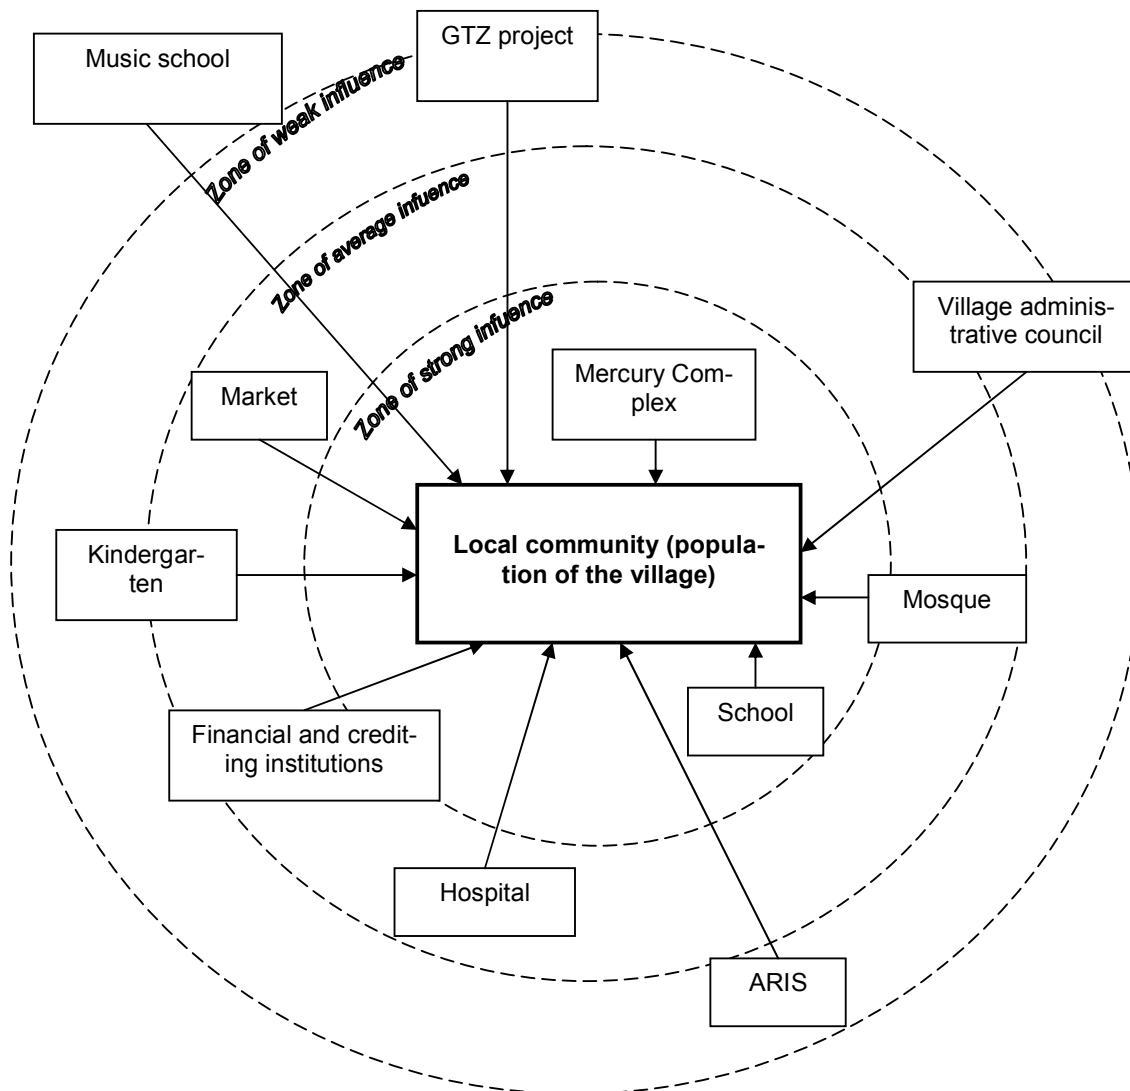 GTZ project
Music school
Zone of weak influence
Zone of average infuence
Zone of strong infuence
Village adminis-
trative council
Mercury Com-
plex
Market
Local community (popula-
tion of the village)
Kindergar-
ten
Mosque
School
Financial and credit-
ing institutions
Hospital
ARIS